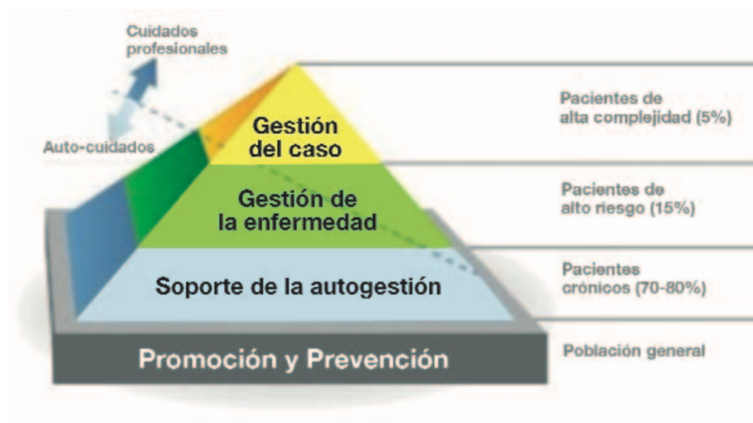 Cuidados
profesionales
Auto-cuidados
Gestión
del caso
Pacientes de
alta complejidad (5%)
Gestión de
la enfermedad
Pacientes de
alto riesgo (15%)
Soporte de la autogestión
Pacientes
crónicos (70-80%)
Promoción y Prevención
Población general